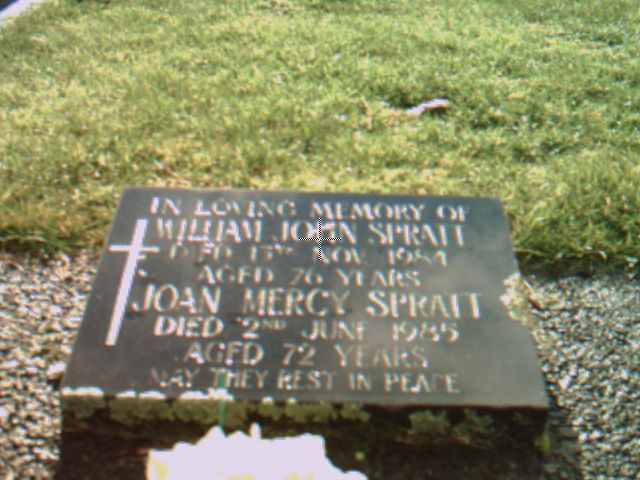 IN LOVING MEMORY OF
WILLIAM JOHN SPRATT
DIED 13TH NOV. 1984
AGED 76 YEARS
JOAN MERCY SPRATT
DIED 2ND JUNE 1985
AGED 72 YEARS
MAY THEY REST IN PEACE